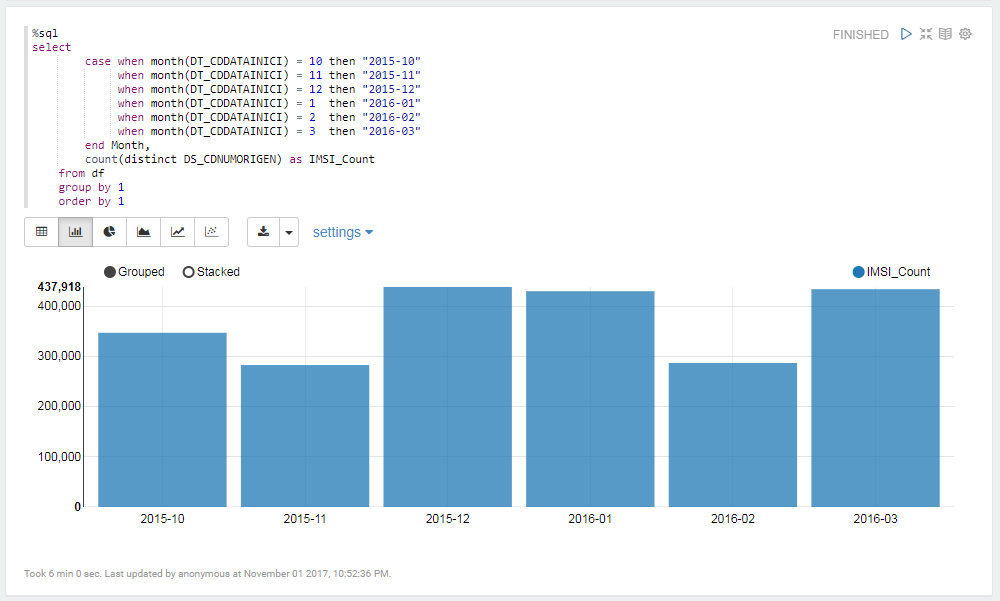 %sql
FINISHED
select
case when month(DT_CDDATAINICI) = 10 then "2015-10"
when month(DT_CDDATAINICI) = 11 then "2015-11"
when month(DT_CDDATAINICI) = 12 then "2015-12"
when month(DT_CDDATAINICI) = 1 then "2016-01"
when month(DT_CDDATAINICI) = 2 then "2016-02"
when month(DT_CDDATAINICI) = 3 then "2016-03"
end Month,
count(distinct DS_CDNUMORIGEN) as IMSI_Count
from df
group by 1
order by 1
settings
Grouped Stacked IMSI_Count
437,918
400,000
300,000
200,000
100,000
0
2015-10 2015-11 2015-12 2016-01 2016-02 2016-03
Took 6 min 0 sec. Last updated by anonymous at November 01 2017, 10:52:36 PM.